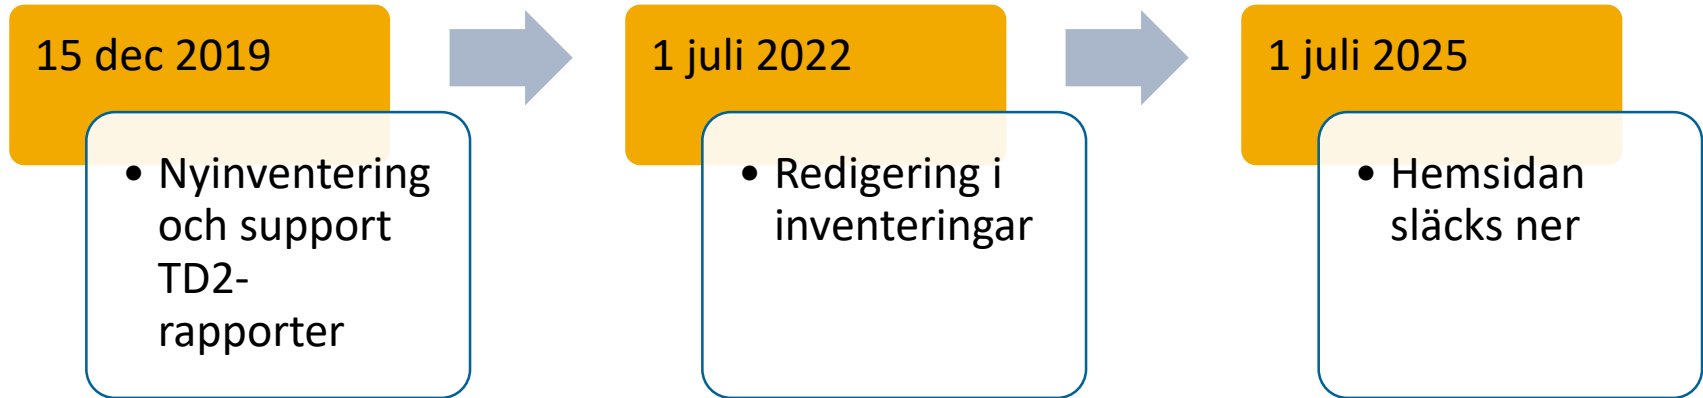 15 dec 2019
• Nyinventering
och support
TD2-
rapporter
1 juli 2022
• Redigering i
inventeringar
1 juli 2025
• Hemsidan
släcks ner